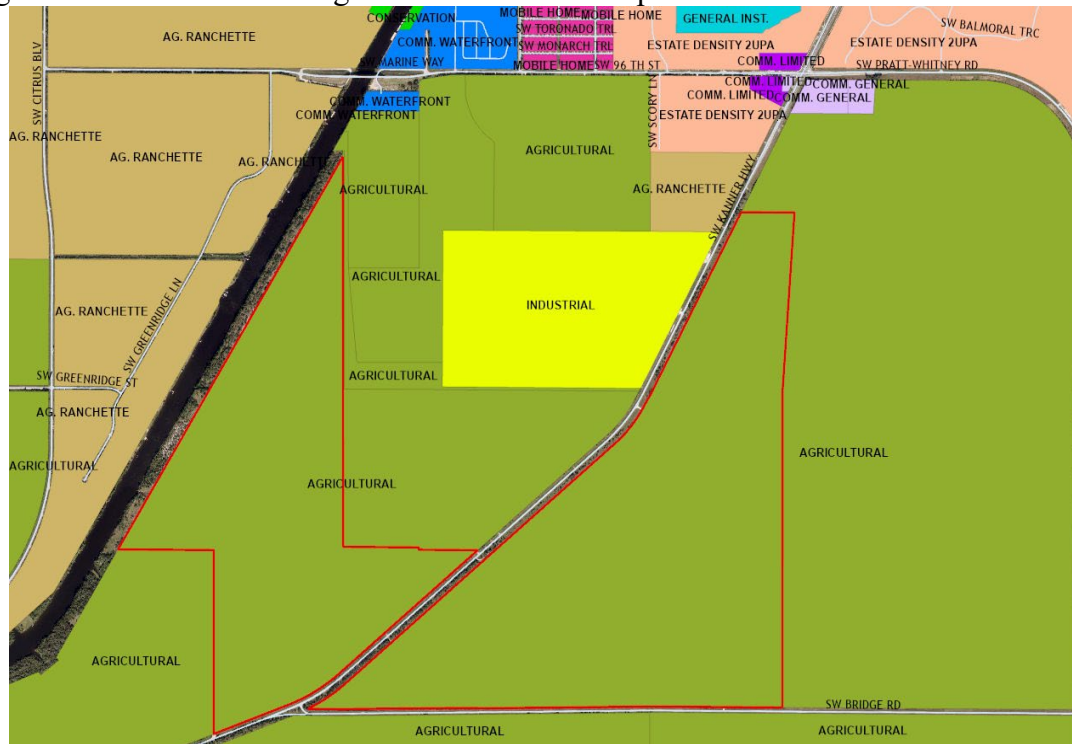 CONSERVATION
MOBILE HOME
MOBILE HOME
GENERAL INST.
SW BALMORAL TRC
AG. RANCHETTE
COMM. WATERFRONT
SW TORONADO TRL
SW MONARCH TRL
ESTATE DENSITY 2UPA
ESTATE DENSITY 2UPA
SW MARINE WAY
MOBILE HOME
SW 96 TH ST
COMM. LIMITED
SW PRATT-WHITNEY RD
SW CITRUS BLV
COMM. WATERFRONT
COMM. WATERFRONT
COMM. LIMITED
COMM. GENERAL
COMM. LIMITED
COMM. GENERAL
SW SCORY LN
ESTATE DENSITY 2UPA
AG. RANCHETTE
AG. RANCHETTE
AG. RANCHETTE
AGRICULTURAL
AGRICULTURAL
AG. RANCHETTE
SW KANNER HWY
AGRICULTURAL
INDUSTRIAL
AG. RANCHETTE
SW GREENRIDGE LN
SW GREENRIDGE ST
AGRICULTURAL
AG. RANCHETTE
AGRICULTURAL
AGRICULTURAL
AGRICULTURAL
AGRICULTURAL
SW BRIDGE RD
AGRICULTURAL
AGRICULTURAL